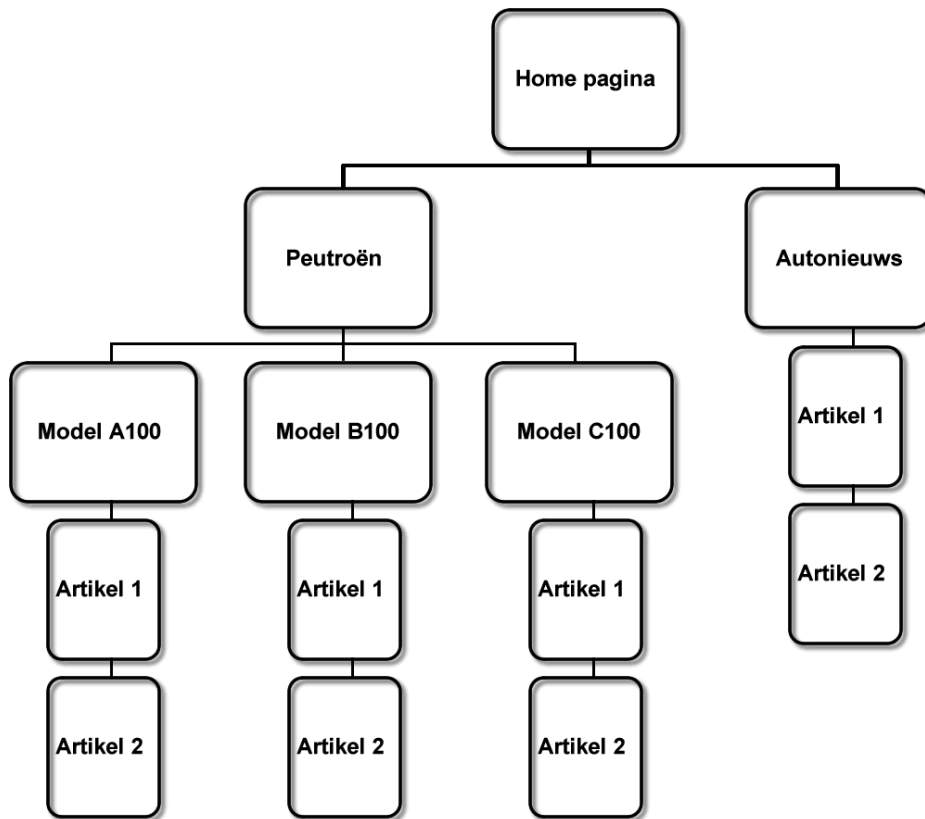 Home pagina
Peutroën
Autonieuws
Model A100
Model B100
Model C100
Artikel 1
Artikel 1
Artikel 1
Artikel 1
Artikel 2
Artikel 2
Artikel 2
Artikel 2